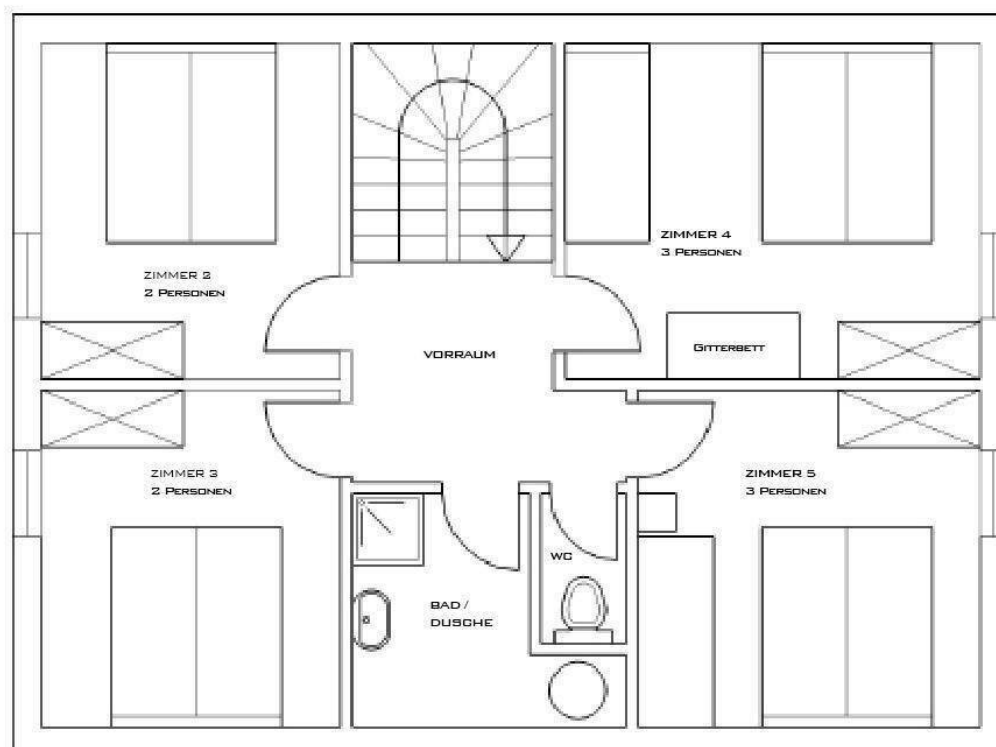 ZIMMER 2
2 PERSONEN
ZIMMER 4
3 PERSONEN
VORRAUM
GITTERBETT
ZIMMER 3
2 PERSONEN
ZIMMER 5
3 PERSONEN
WC
BAD /
DUSCHE